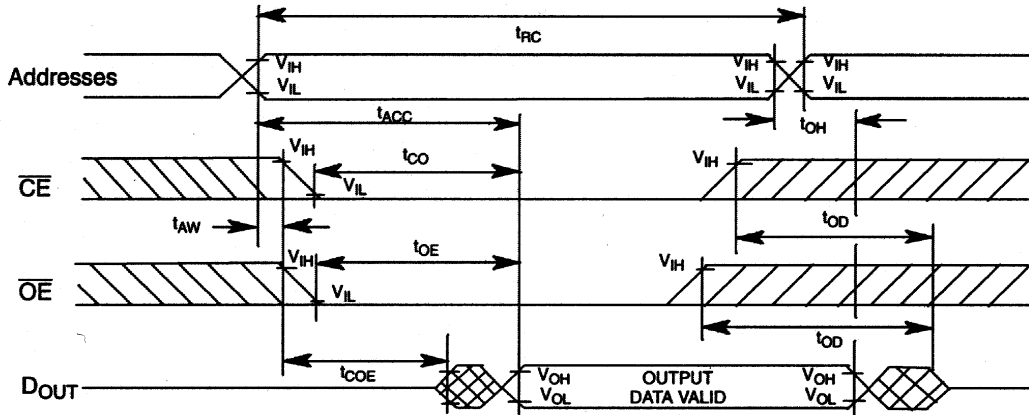 tRC
Addresses
VIH
VIL
VIH
VIL
VIH
VIL
tACC
tOH
CE
VIH
tCO
VIL
VIH
tAW
tOD
OE
VIH
tOE
VIL
VIH
tOD
tCOE
DOUT
VOH
VOL
OUTPUT
DATA VALID
VOH
VOL